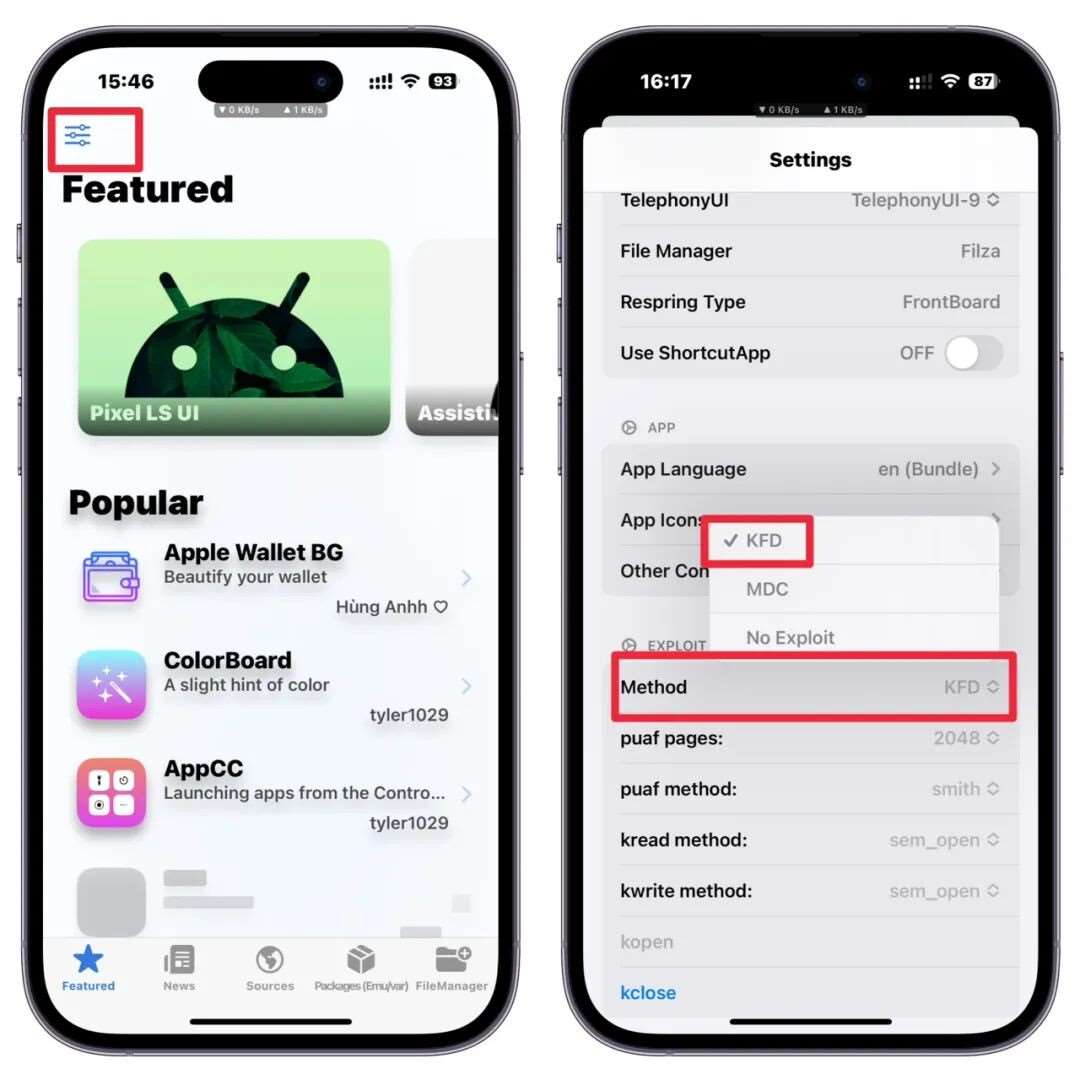 15:46
93
▼ 0 KB/s ▲ 1 KB/s
Featured
Pixel LS UI
Assisti
Popular
Apple Wallet BG
Beautify your wallet
Hùng Anhh ♡
ColorBoard
A slight hint of color
tyler1029
AppCC
Launching apps from the Contro...
tyler1029
Featured News Sources Packages (Emu/var) FileManager
16:17
87
▼ 0 KB/s ▲ 1 KB/s
Settings
TelephonyUI TelephonyUI-9
File Manager Filza
Respring Type FrontBoard
Use ShortcutApp OFF
APP
App Language en (Bundle)
App Icons
KFD
Other Con
MDC
No Exploit
EXPLOIT
Method KFD
puaf pages: 2048
puaf method: smith
kread method: sem_open
kwrite method: sem_open
kopen
kclose